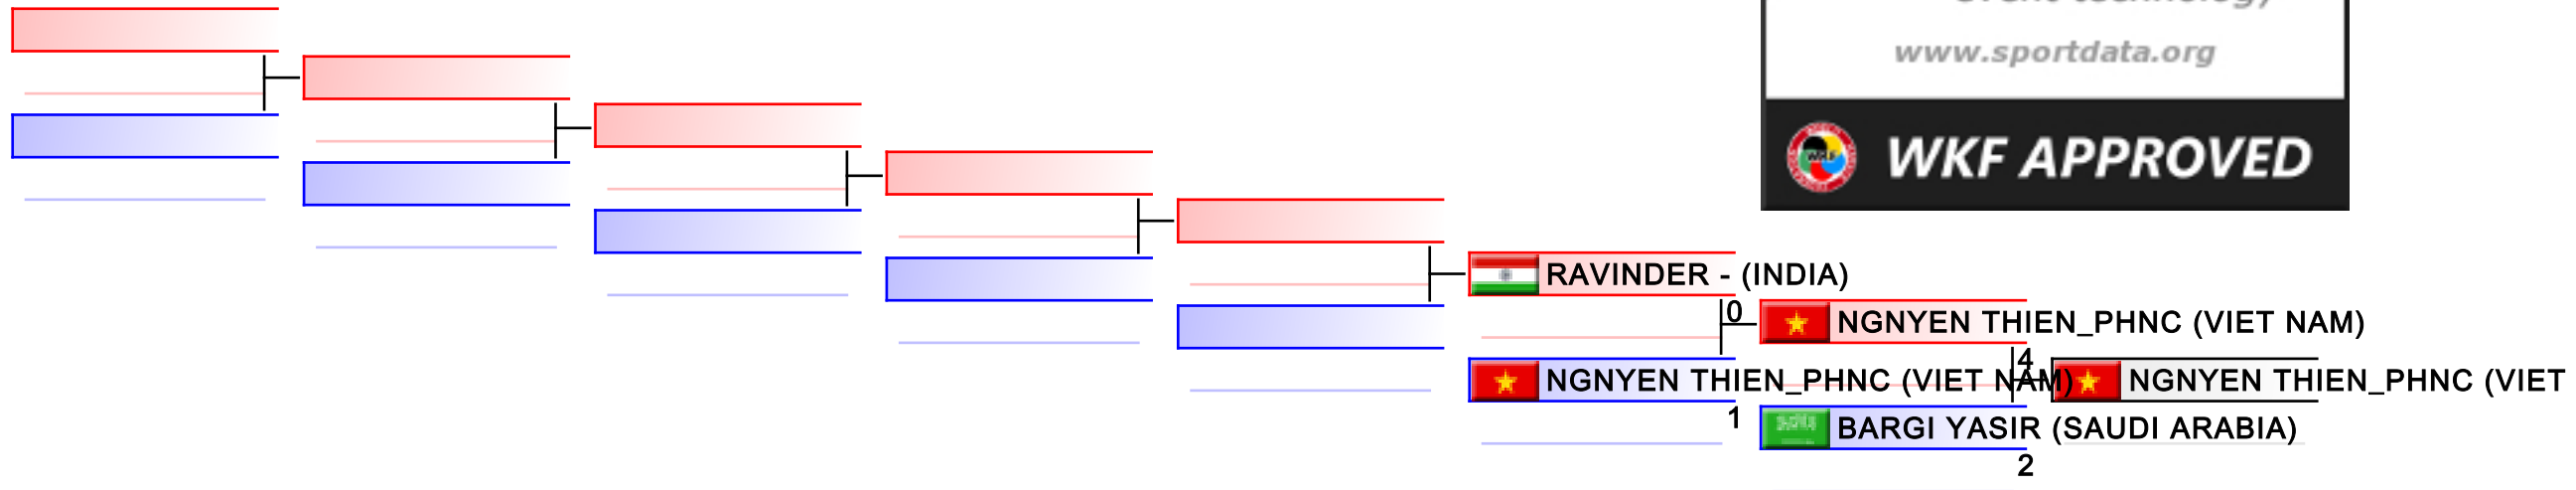 www.sportdata.org
WKF APPROVED
RAVINDER - (INDIA)
0
NGNYEN THIEN_PHNC (VIET NAM)
4
NGNYEN THIEN_PHNC (VIET NAM)
NGNYEN THIEN_PHNC (VIET
1
BARGI YASIR (SAUDI ARABIA)
2